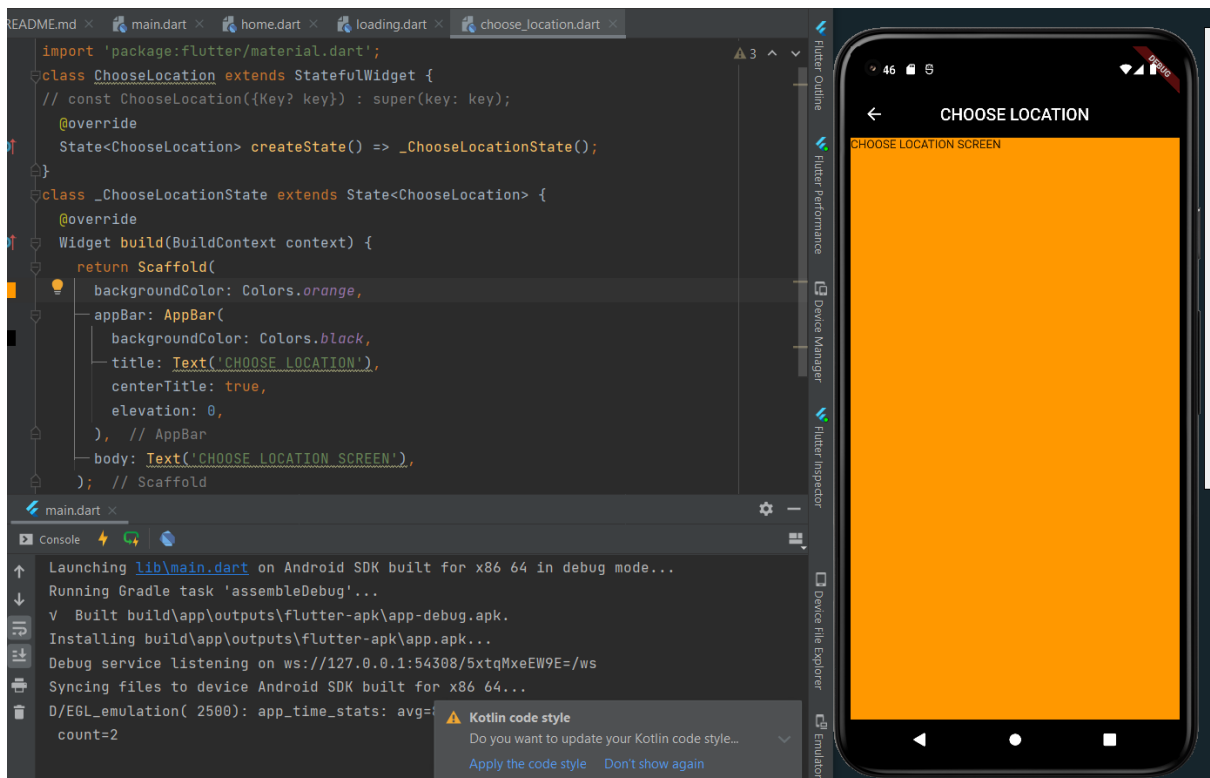 README.md
main.dart
home.dart
loading.dart
choose_location.dart
import 'package:flutter/material.dart';
3
class ChooseLocation extends StatefulWidget {
// const ChooseLocation({Key? key}) : super(key: key);
@override
State<ChooseLocation> createState() => _ChooseLocationState();
}
class _ChooseLocationState extends State<ChooseLocation> {
@override
Widget build(BuildContext context) {
return Scaffold(
backgroundColor: Colors.orange,
appBar: AppBar(
backgroundColor: Colors.black,
title: Text('CHOOSE LOCATION'),
centerTitle: true,
elevation: 0,
), // AppBar
body: Text('CHOOSE LOCATION SCREEN'),
); // Scaffold
main.dart
Console
Launching lib\main.dart on Android SDK built for x86 64 in debug mode...
Running Gradle task 'assembleDebug'...
√ Built build\app\outputs\flutter-apk\app-debug.apk.
Installing build\app\outputs\flutter-apk\app.apk...
Debug service listening on ws://127.0.0.1:54308/5xtqMxeEW9E=/ws
Syncing files to device Android SDK built for x86 64...
D/EGL_emulation( 2500): app_time_stats: avg=
count=2
Kotlin code style
Do you want to update your Kotlin code style...
Apply the code style
Don't show again
Flutter Outline
Flutter Performance
Device Manager
Flutter Inspector
Device File Explorer
Emulator
46
DEBUG
CHOOSE LOCATION
CHOOSE LOCATION SCREEN